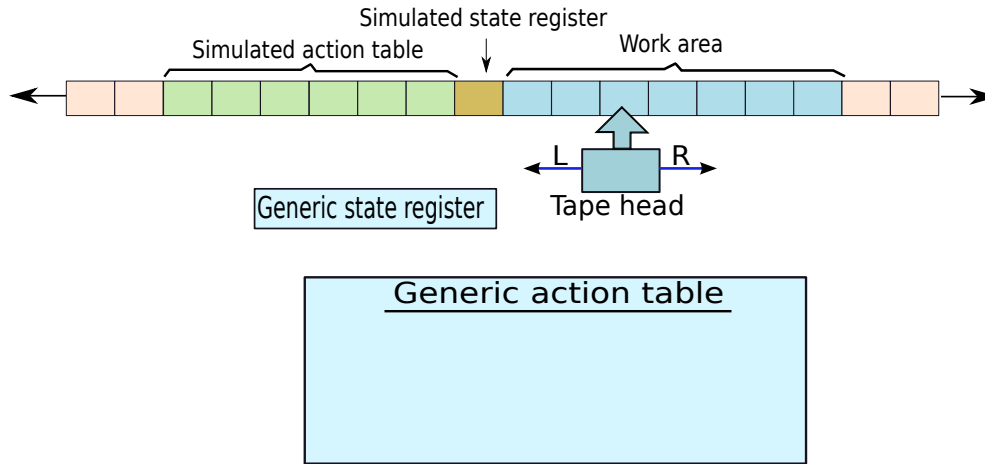 Simulated state register
Simulated action table
Work area
L
R
Tape head
Generic state register
Generic action table